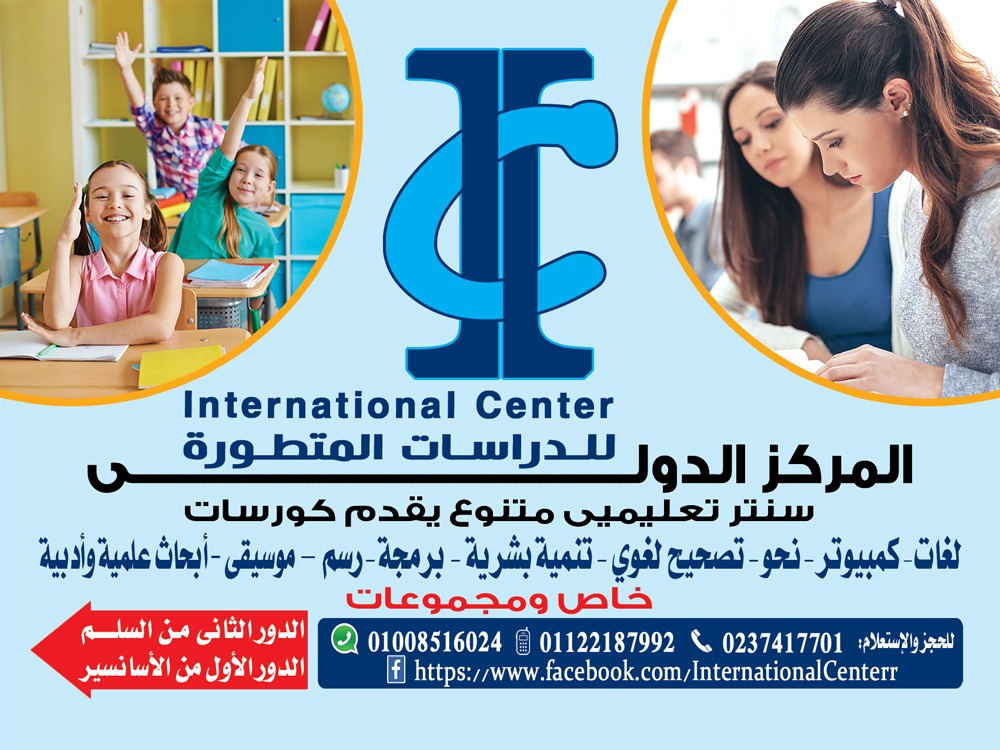 IC
International Center
للدراسات المتطورة
المركز الدولى
سنتر تعليميى متنوع يقدم كورسات
لغات - كمبيوتر - نحو - تصحيح لغوي - تنمية بشرية - برمجة - رسم – موسيقى - أبحاث علمية وأدبية
خاص ومجموعات
للحجز والإستعلام: 0237417701 01122187992 01008516024
https://www.facebook.com/InternationalCenterr
الدور الثانى من السلم
الدور الأول من الأسانسير